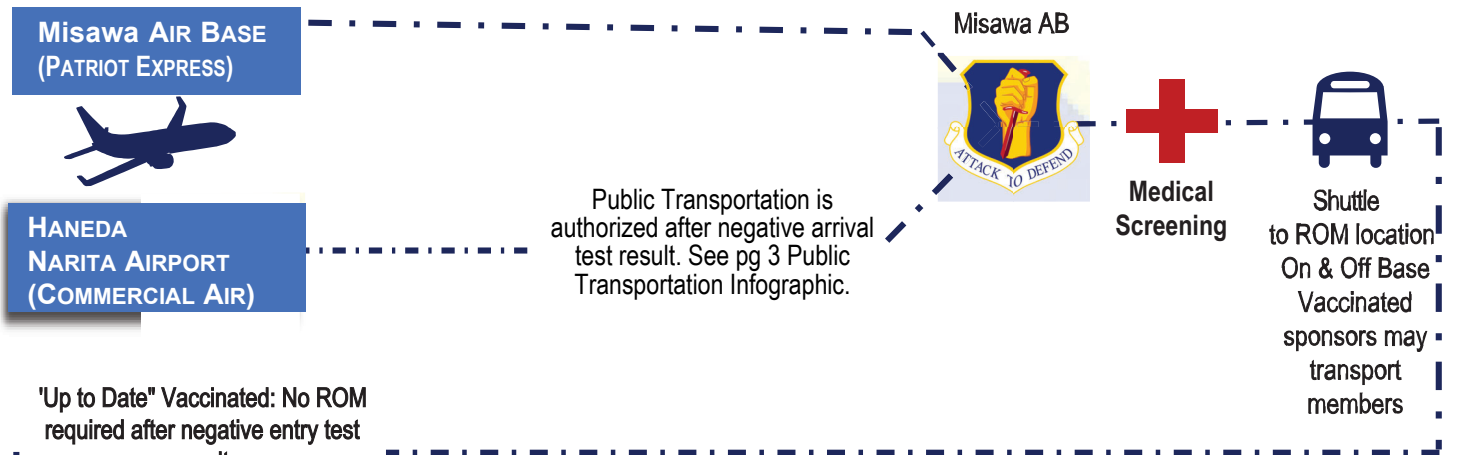 MISAWA AIR BASE
(PATRIOT EXPRESS)
Misawa AB
ATTACK TO DEFEND
HANEDA
NARITA AIRPORT
(COMMERCIAL AIR)
Public Transportation is
authorized after negative arrival
test result. See pg 3 Public
Transportation Infographic.
Medical
Screening
Shuttle
to ROM location
On & Off Base
Vaccinated
sponsors may
transport
members
'Up to Date" Vaccinated: No ROM
required after negative entry test